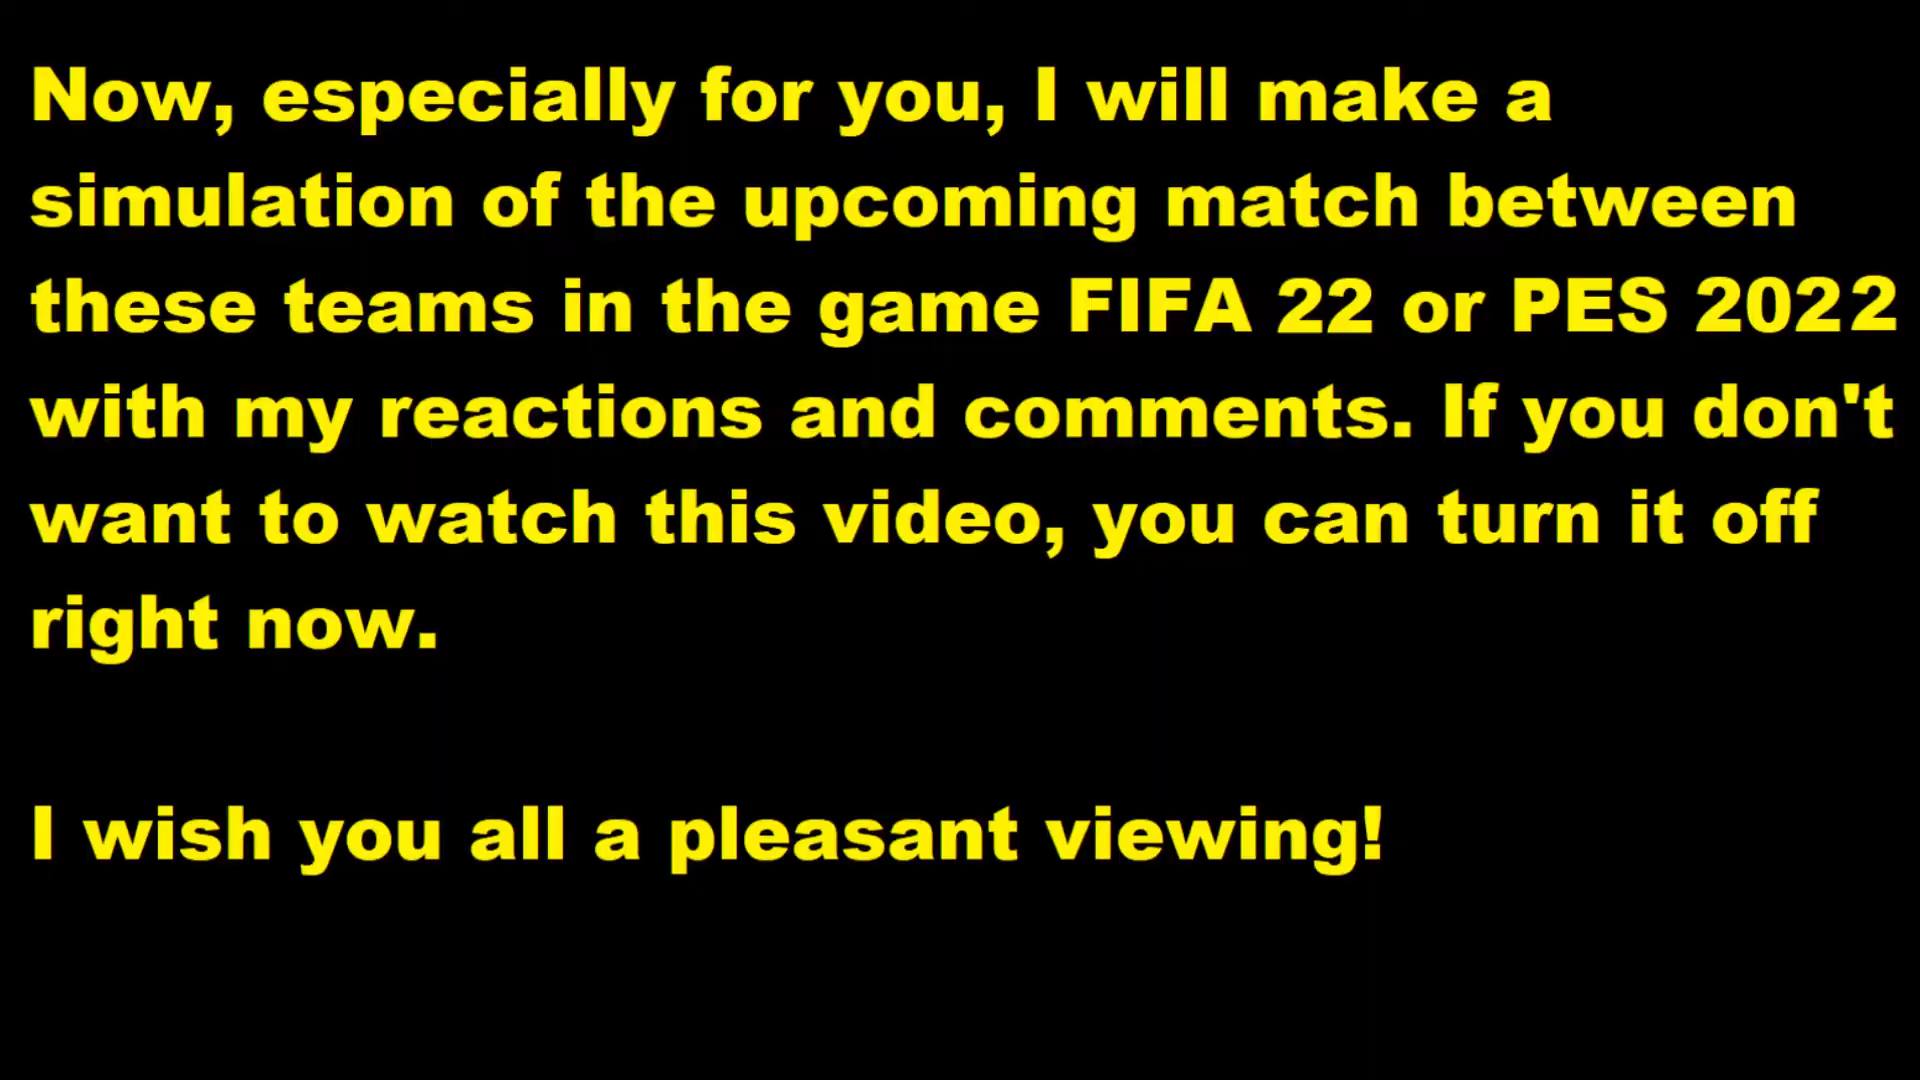 Now, especially for you, I will make a
simulation of the upcoming match between
these teams in the game FIFA 22 or PES 2022
with my reactions and comments. If you don't
want to watch this video, you can turn it off
right now.
I wish you all a pleasant viewing!